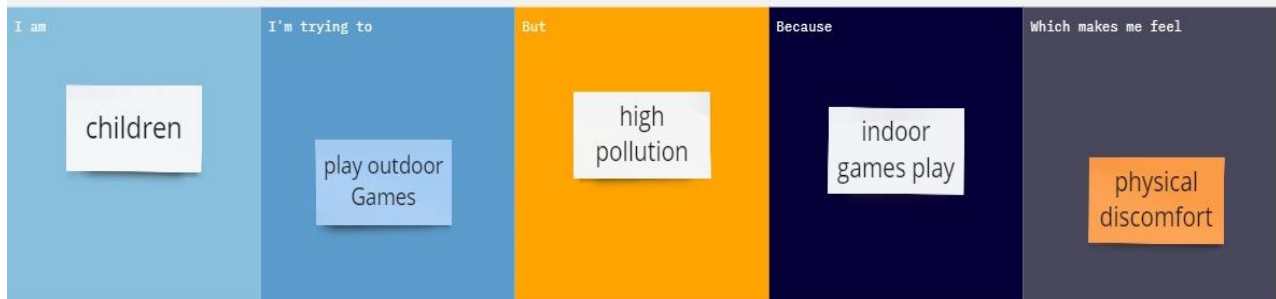 I am
children
I'm trying to
play outdoor
Games
But
high
pollution
Because
indoor
games play
Which makes me feel
physical
discomfort